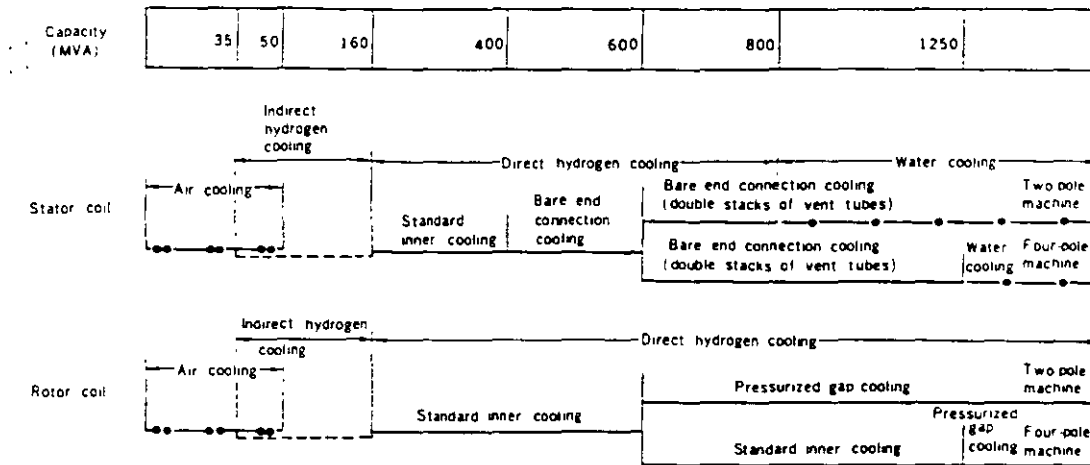 Capacity
(MVA)
35 50 160 400 600 800 1250
Indirect
hydrogen
cooling
Direct hydrogen cooling Water cooling
Air cooling
Stator coil
Standard
inner cooling
Bare end
connection
cooling
Bare end connection cooling
(double stacks of vent tubes)
Two pole
machine
Bare end connection cooling
(double stacks of vent tubes)
Water
cooling
Four-pole
machine
Indirect hydrogen
cooling
Direct hydrogen cooling
Air cooling
Rotor coil
Standard inner cooling
Pressurized gap cooling
Two pole
machine
Standard inner cooling
Pressurized
gap
cooling
Four-pole
machine